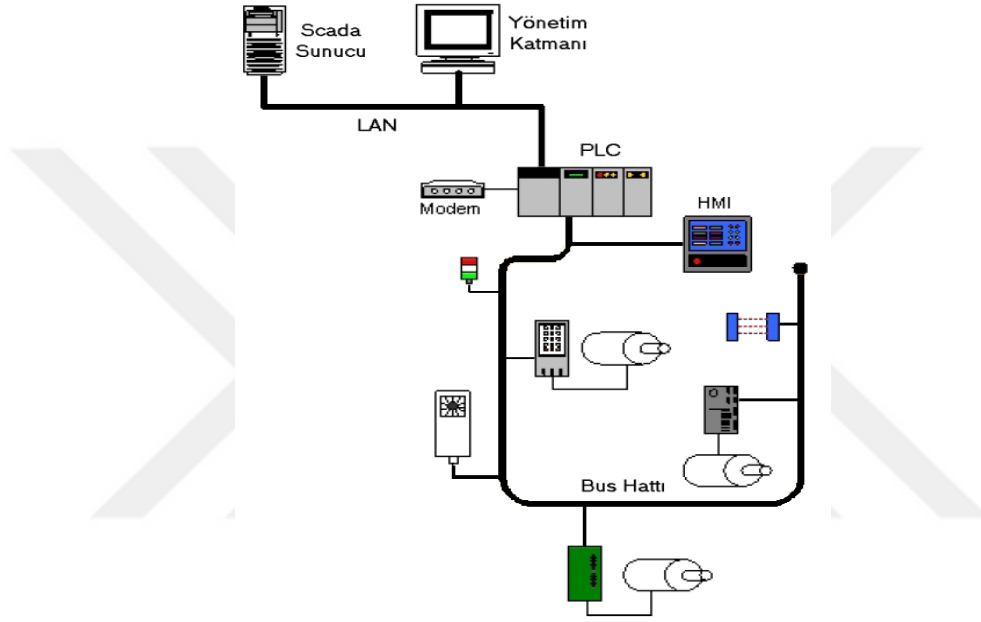 Scada
Sunucu
Yönetim
Katmanı
LAN
PLC
Modem
HMI
Bus Hattı